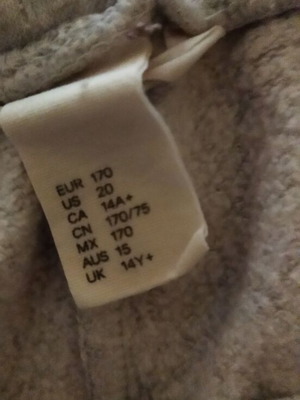 EUR 170
US 20
CA 14A+
CN 170/75
MX 170
AUS 15
UK 14Y+